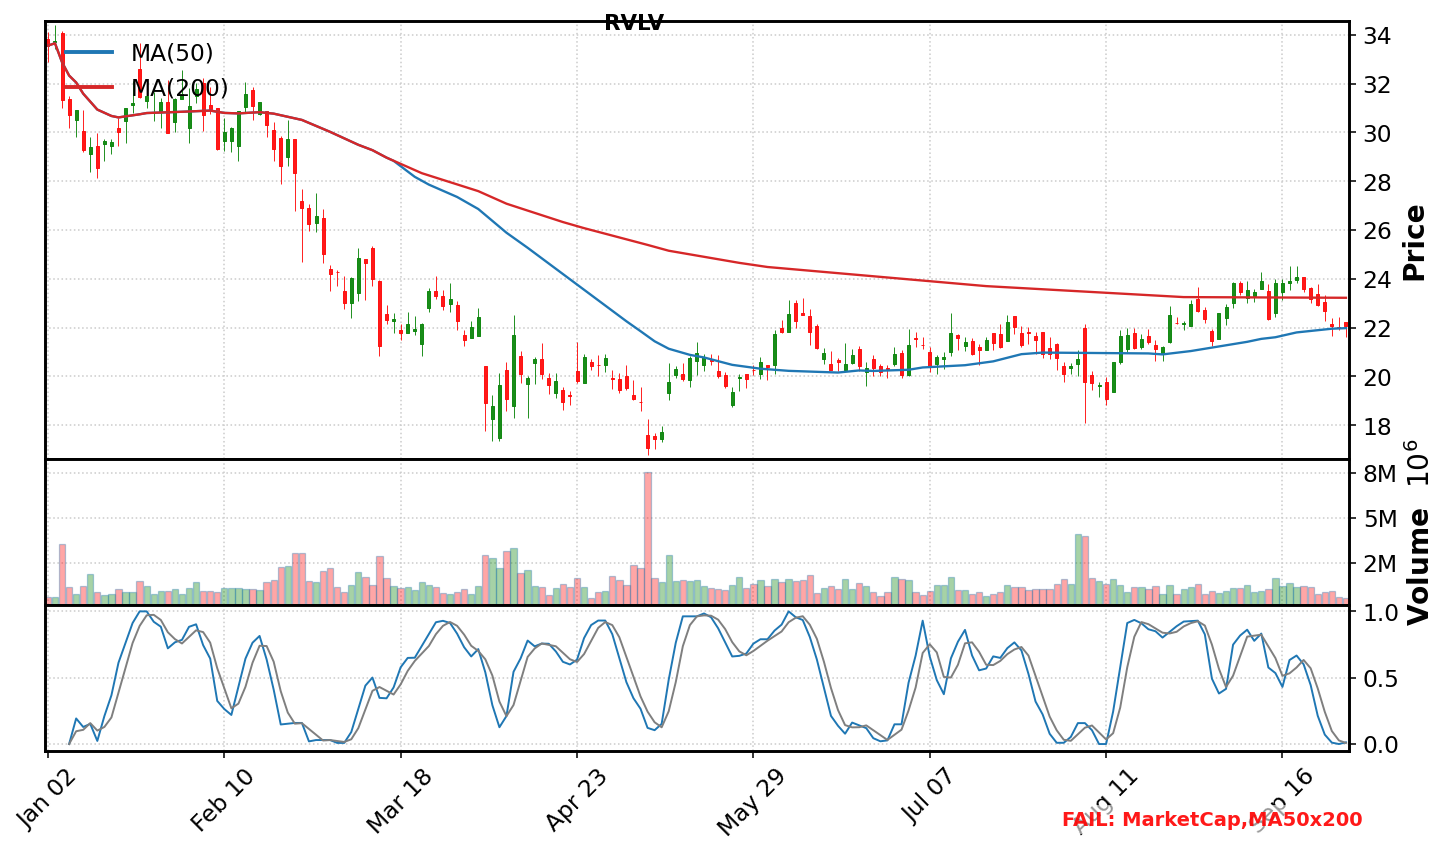 RVLV
MA(50)
MA(200)
34
32
30
28
26
24
22
20
18
Price
8M
5M
2M
Volume 10^6
1.0
0.5
0.0
Jan 02
Feb 10
Mar 18
Apr 23
May 29
Jul 07
Aug 11
Sep 16
FAIL: MarketCap,MA50x200